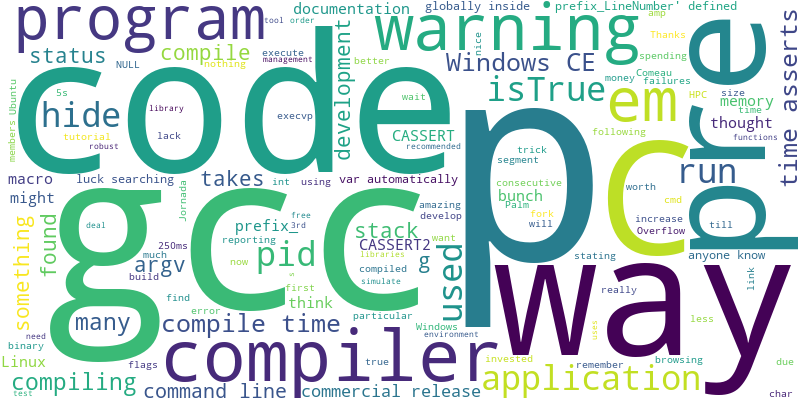 program
tool order
documentation
globally inside
prefix_LineNumber' defined
amp
status
compile
execute
management
warning
nice
Thanks
NULL
nothing
better
Windows CE
spending
pre
time asserts
code
5s
wait
isTrue
money
Comeau
failures
HPC
size
memory
time
members Ubuntu
hide
library
execvp
development
p
em
thought
tutorial
robust
lack
CASSERT
recommended
following
functions
c
trick
segment
run
macro
luck searching
takes
int
using
var automatically
consecutive
bunch
worth
cmd
might
gcc
Jornada
amazing
develop
Palm
fork
will
increase
Overflow
till
something
found
deal
prefix_
free
3rd
stack
reporting
CASSERT2
want
250ms
much
pid
libraries
g
used
stating
anyone know
argv
build
now
is
compiled
simulate
way
really
link
find
first
think
many
error
particular
Windows
less
uses
compile time
environment
need
binary
compiler
true
invested
remember
browsing
due
Linux
flags
application
compiling
test
command line
commercial release
char